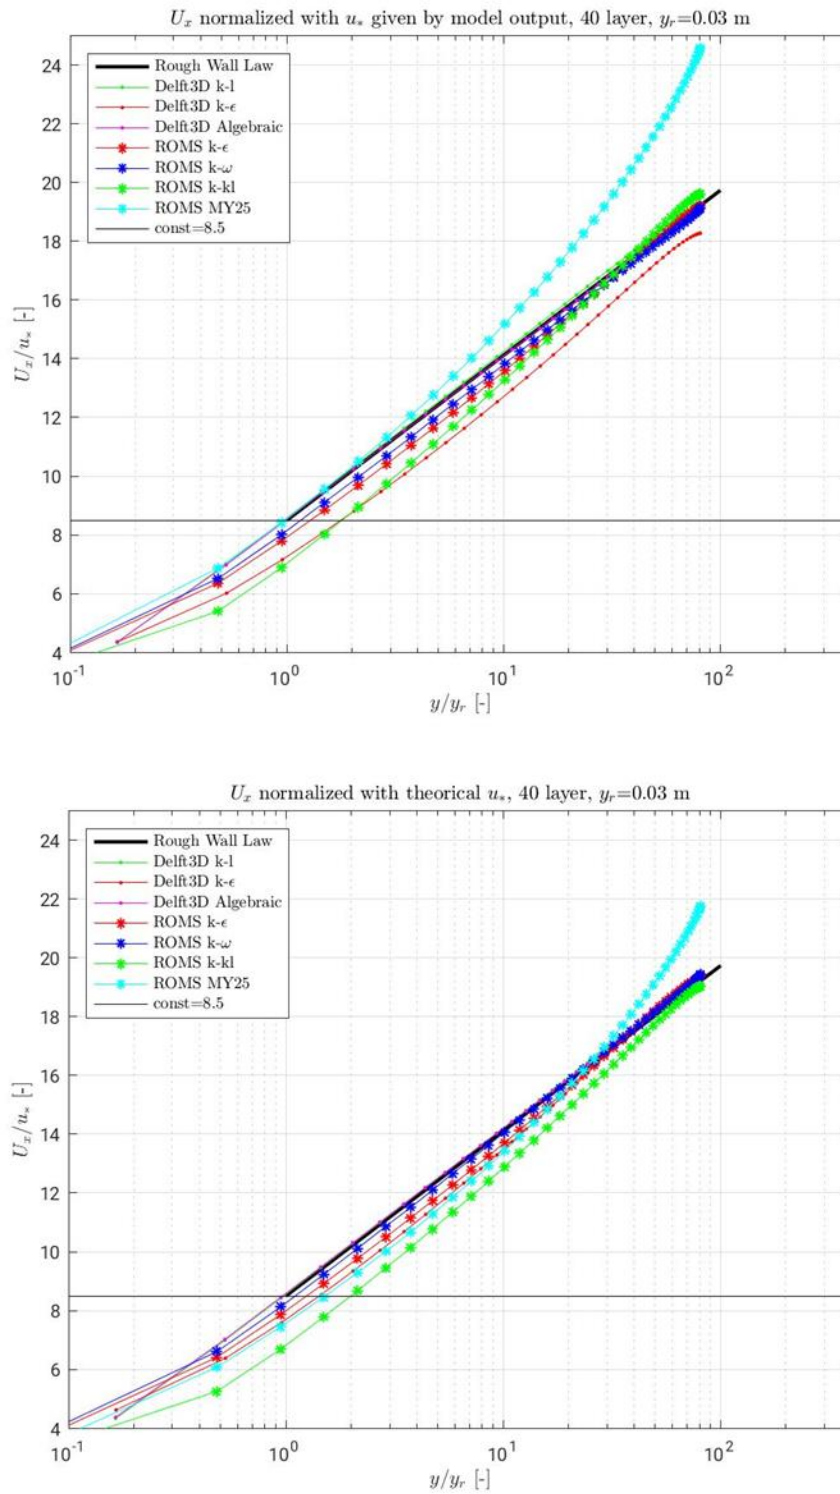 U_x normalized with u_* given by model output, 40 layer, y_r=0.03 m
24
22
20
18
16
14
12
10
8
6
4
U_x/u_* [-]
Rough Wall Law
Delft3D k-l
Delft3D k-ϵ
Delft3D Algebraic
ROMS k-ϵ
ROMS k-ω
ROMS k-kl
ROMS MY25
const=8.5
10^-1 10^0 10^1 10^2
y/y_r [-]
U_x normalized with theorical u_*, 40 layer, y_r=0.03 m
24
22
20
18
16
14
12
10
8
6
4
U_x/u_* [-]
Rough Wall Law
Delft3D k-l
Delft3D k-ϵ
Delft3D Algebraic
ROMS k-ϵ
ROMS k-ω
ROMS k-kl
ROMS MY25
const=8.5
10^-1 10^0 10^1 10^2
y/y_r [-]